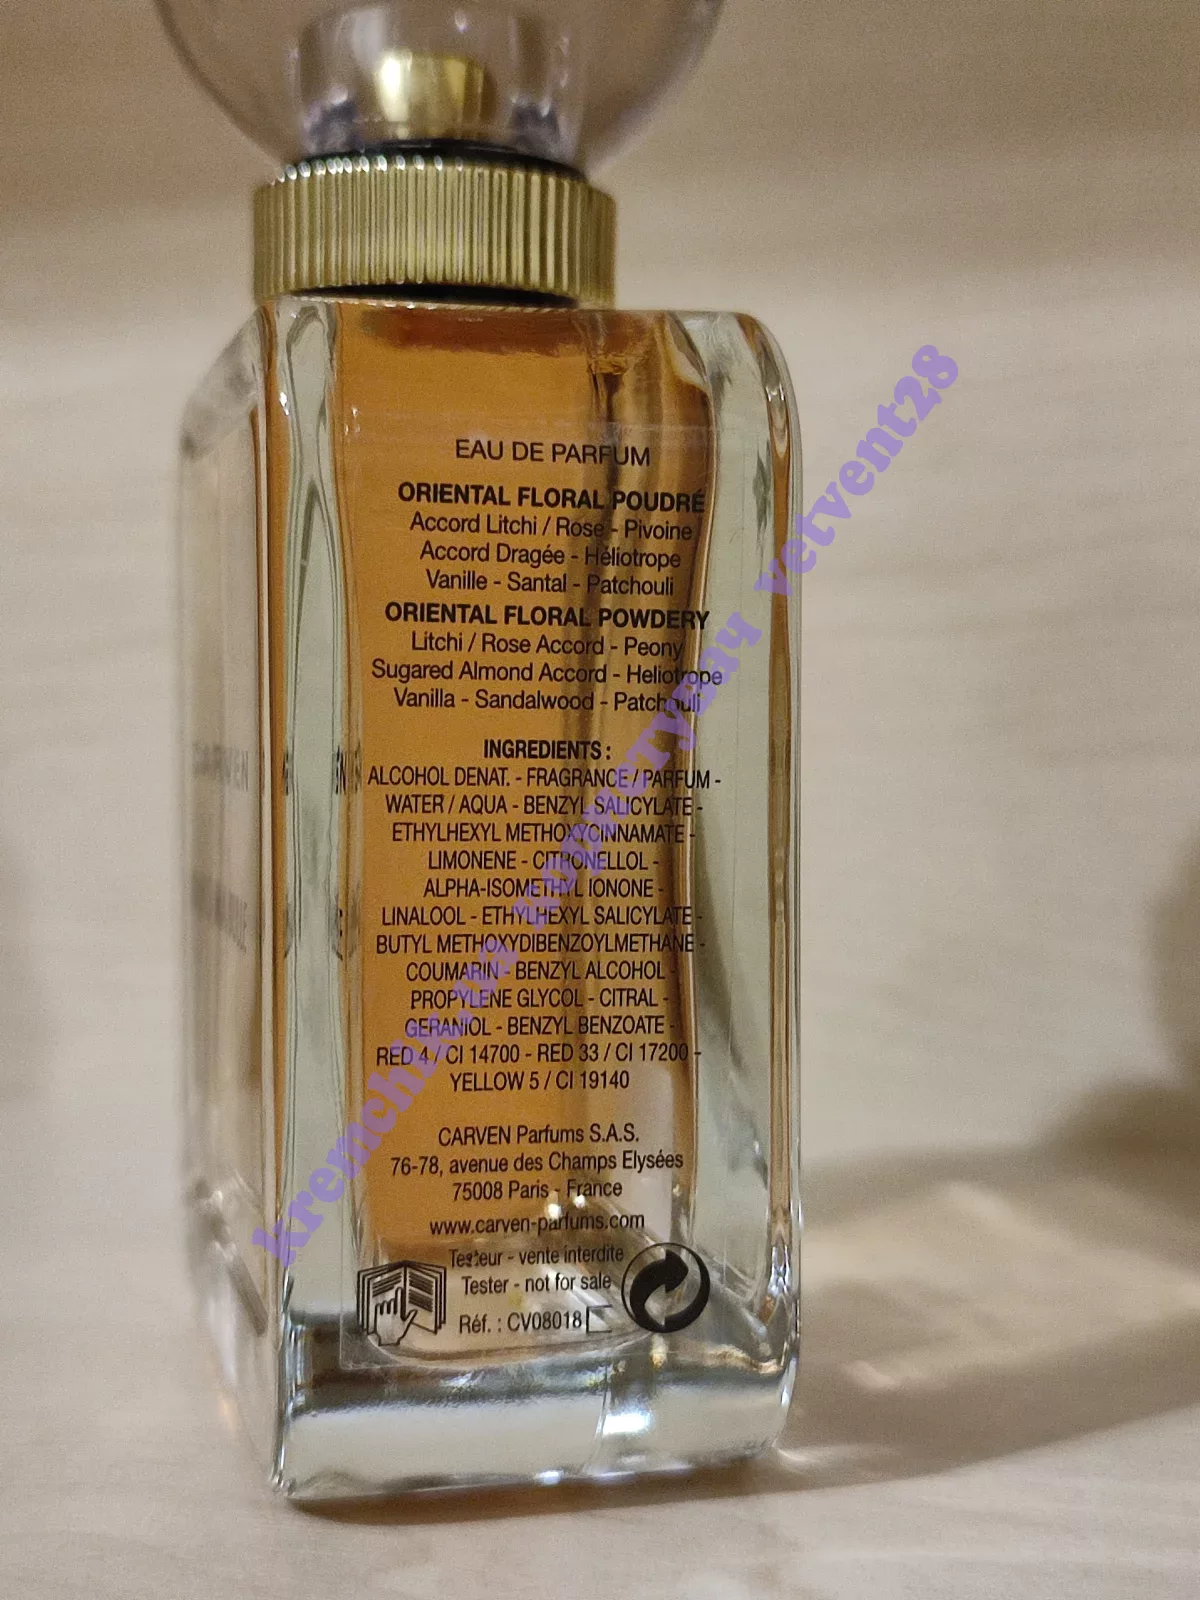 EAU DE PARFUM
ORIENTAL FLORAL POUDRÉ
Accord Litchi / Rose - Pivoine
Accord Dragée - Héliotrope
Vanille - Santal - Patchouli
ORIENTAL FLORAL POWDERY
Litchi / Rose Accord - Peony
Sugared Almond Accord - Heliotrope
Vanilla - Sandalwood - Patchouli
INGREDIENTS :
ALCOHOL DENAT. - FRAGRANCE / PARFUM -
WATER / AQUA - BENZYL SALICYLATE -
ETHYLHEXYL METHOXYCINNAMATE -
LIMONENE - CITRONELLOL -
ALPHA-ISOMETHYL IONONE -
LINALOOL - ETHYLHEXYL SALICYLATE -
BUTYL METHOXYDIBENZOYLMETHANE -
COUMARIN - BENZYL ALCOHOL -
PROPYLENE GLYCOL - CITRAL -
GERANIOL - BENZYL BENZOATE -
RED 4 / CI 14700 - RED 33 / CI 17200 -
YELLOW 5 / CI 19140
CARVEN Parfums S.A.S.
76-78, avenue des Champs Elysées
75008 Paris - France
www.carven-parfums.com
Testeur - vente interdite
Tester - not for sale
Réf. : CV08018
CARVEN
vetvent28